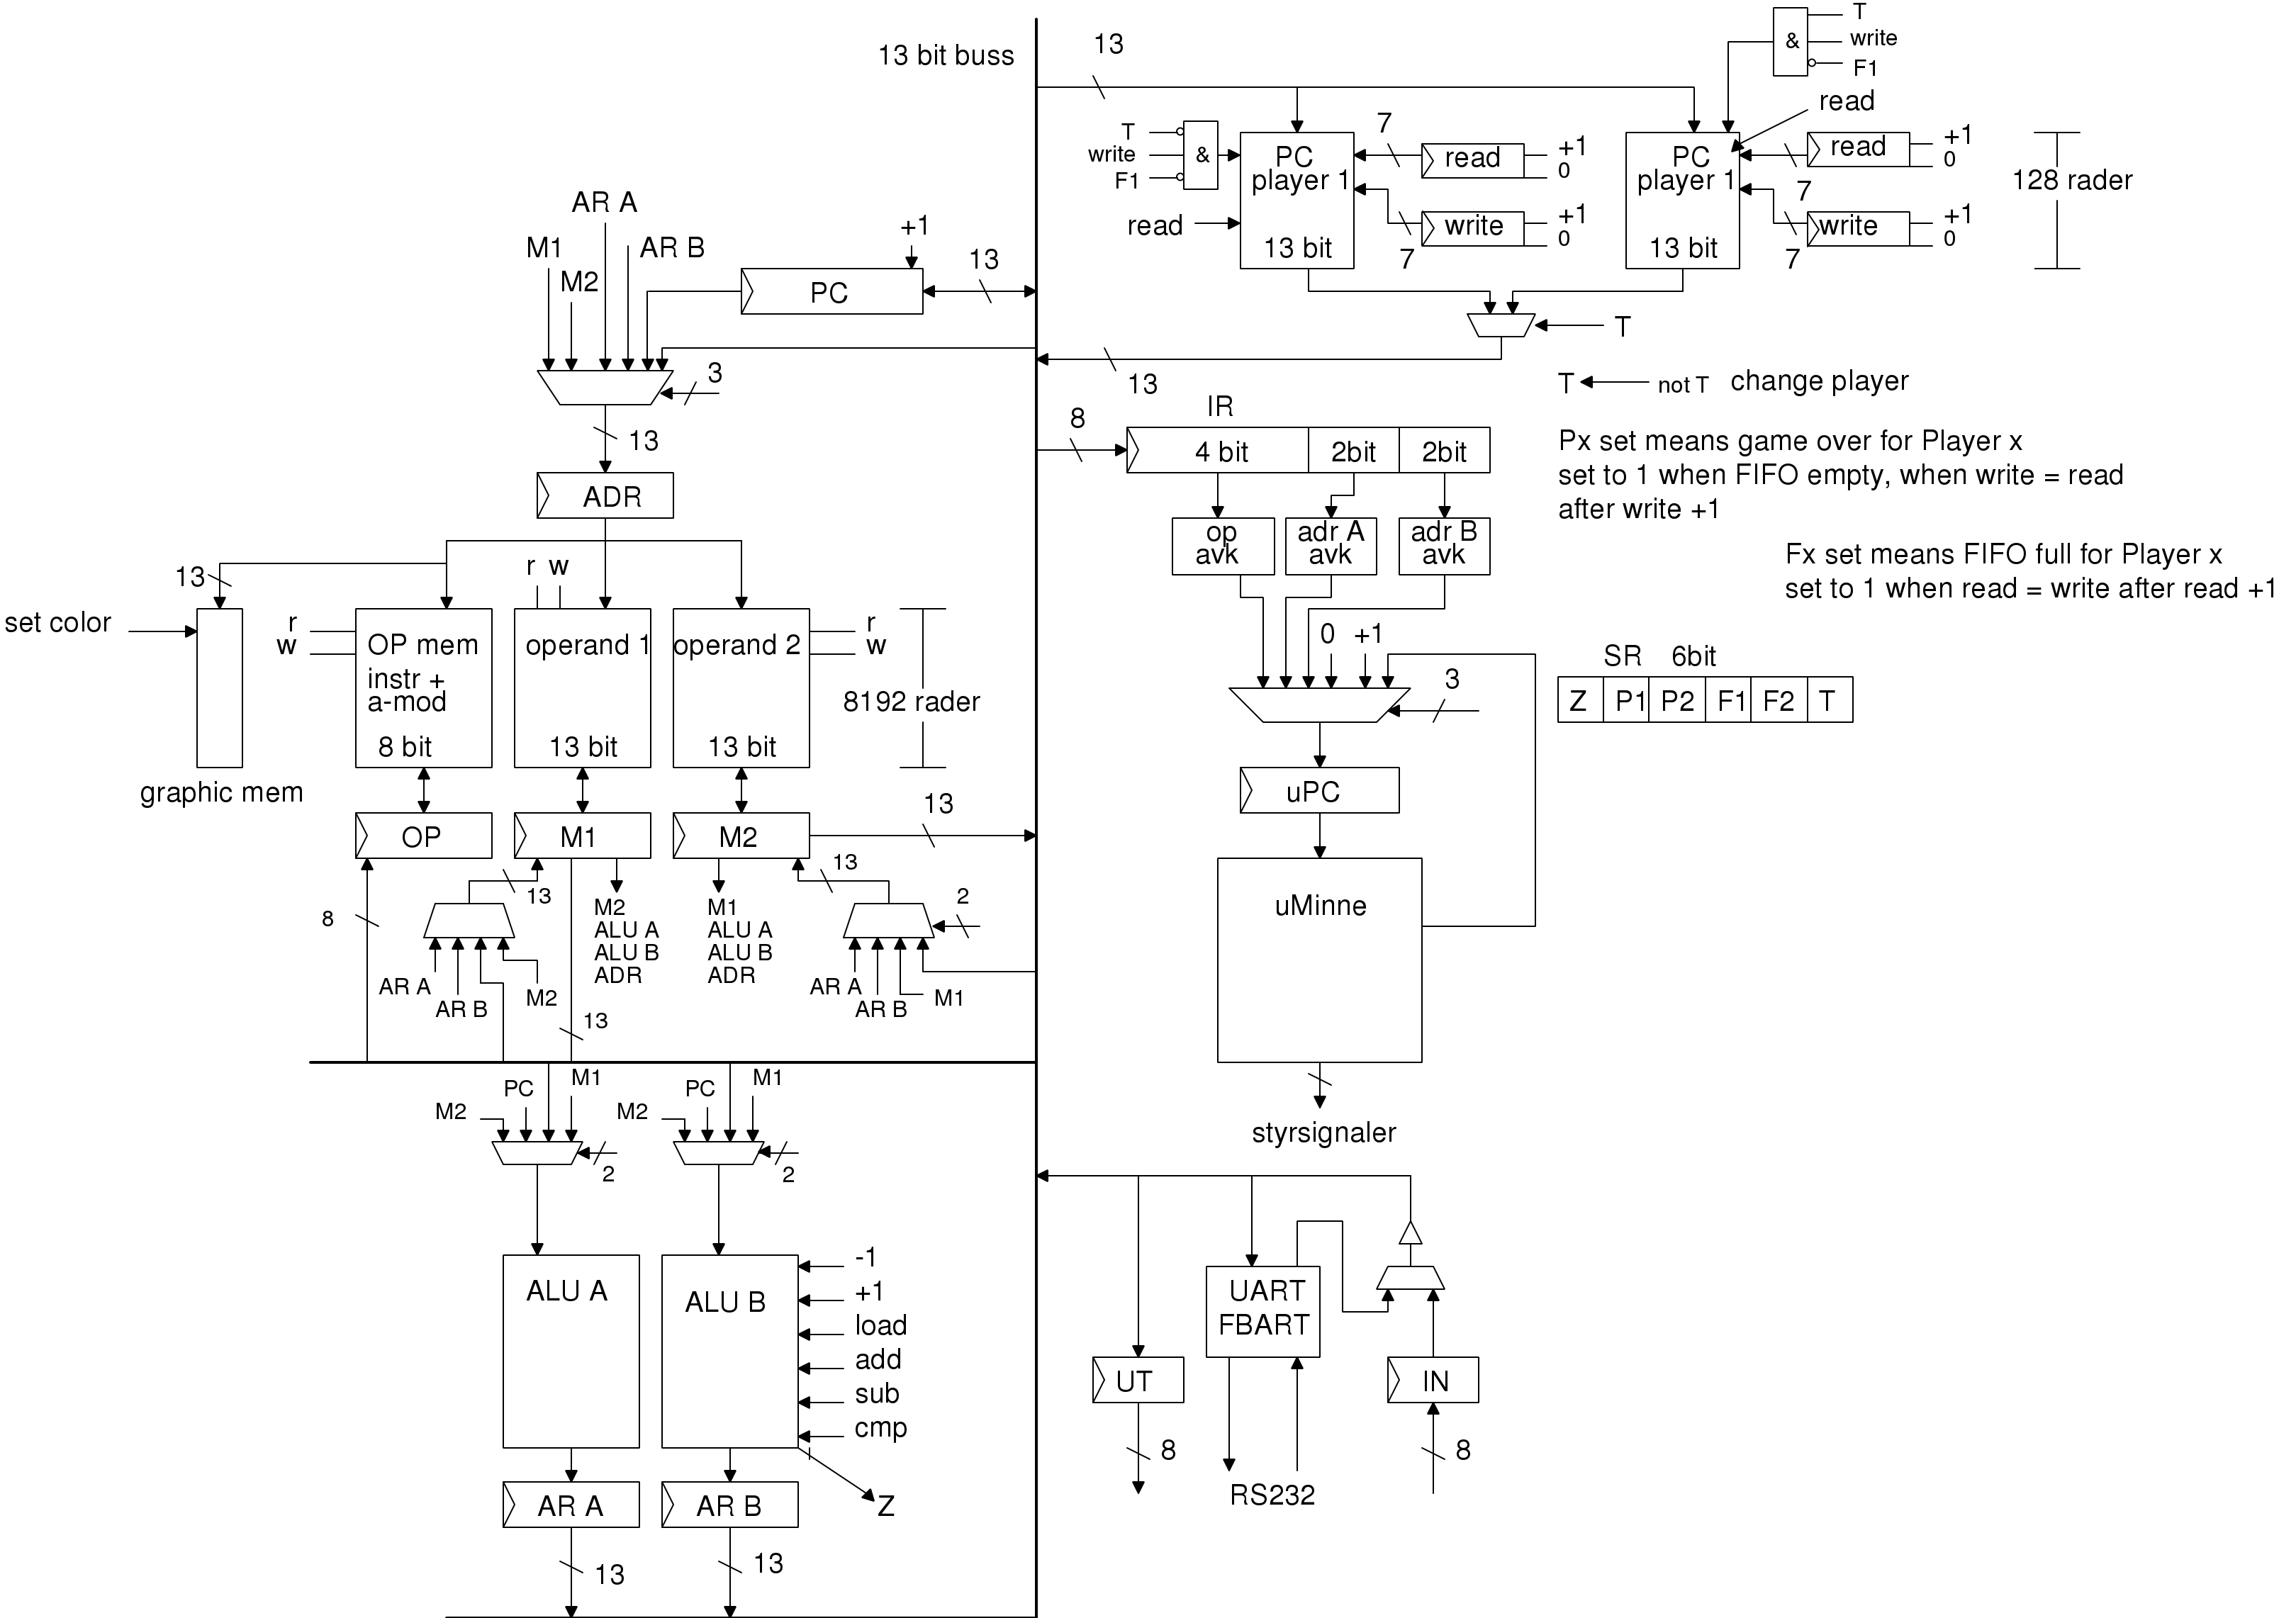 13 bit buss
13
T
write
F1
&
read
T
write
F1
&
PC
player 1
13 bit
read
7
read
+1
0
7
write
+1
0
PC
player 1
13 bit
read
+1
0
7
write
+1
0
7
128 rader
T
13
T not T change player
AR A
M1
AR B
M2
+1
PC
13
3
13
ADR
8
IR
4 bit
2bit
2bit
op
avk
adr A
avk
adr B
avk
0
+1
3
uPC
uMinne
styrsignaler
Px set means game over for Player x
set to 1 when FIFO empty, when write = read
after write +1
Fx set means FIFO full for Player x
set to 1 when read = write after read +1
SR 6bit
Z P1 P2 F1 F2 T
13
set color
graphic mem
r
w
OP mem
instr +
a-mod
8 bit
r w
operand 1
13 bit
operand 2
13 bit
r
w
8192 rader
OP
M1
M2
13
8
13
AR A
AR B
M2
M2
ALU A
ALU B
ADR
M1
ALU A
ALU B
ADR
13
2
AR A
AR B
M1
13
M2
PC
M1
2
M2
PC
M1
2
ALU A
ALU B
-1
+1
load
add
sub
cmp
Z
AR A
AR B
13
13
UART
FBART
UT
IN
8
RS232
8